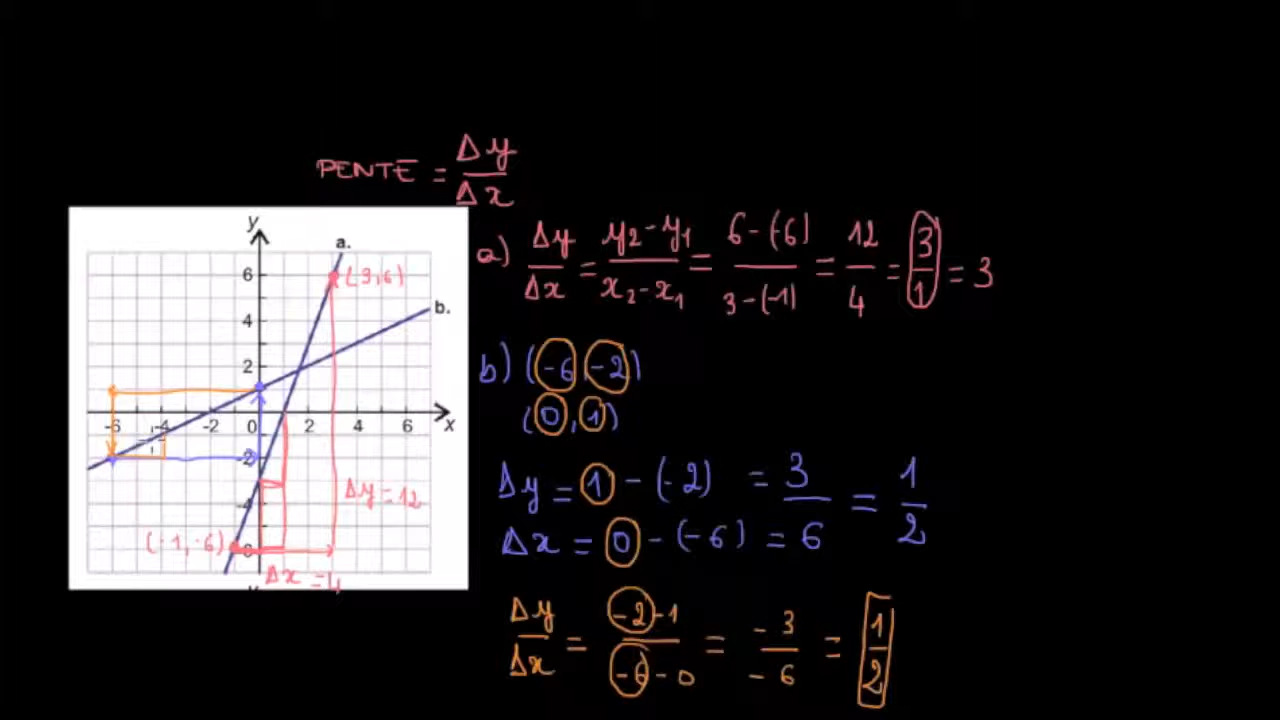 PENTE = Δy/Δx
a) Δy/Δx = y₂-y₁/x₂-x₁ = 6-(-6)/3-(-1) = 12/4 = 3/1 = 3
y
a.
6
(3,6)
b.
4
2
-6 -4 -2 0 2 4 6 x
-2
-4
Δy = 12
(-1,-6)
-6
Δx = 4
b) (-6,-2)
(0,1)
Δy = 1-(-2) = 3 = 1
Δx = 0-(-6) = 6 2
Δy/Δx = -2-1/-6-0 = -3/-6 = 1/2